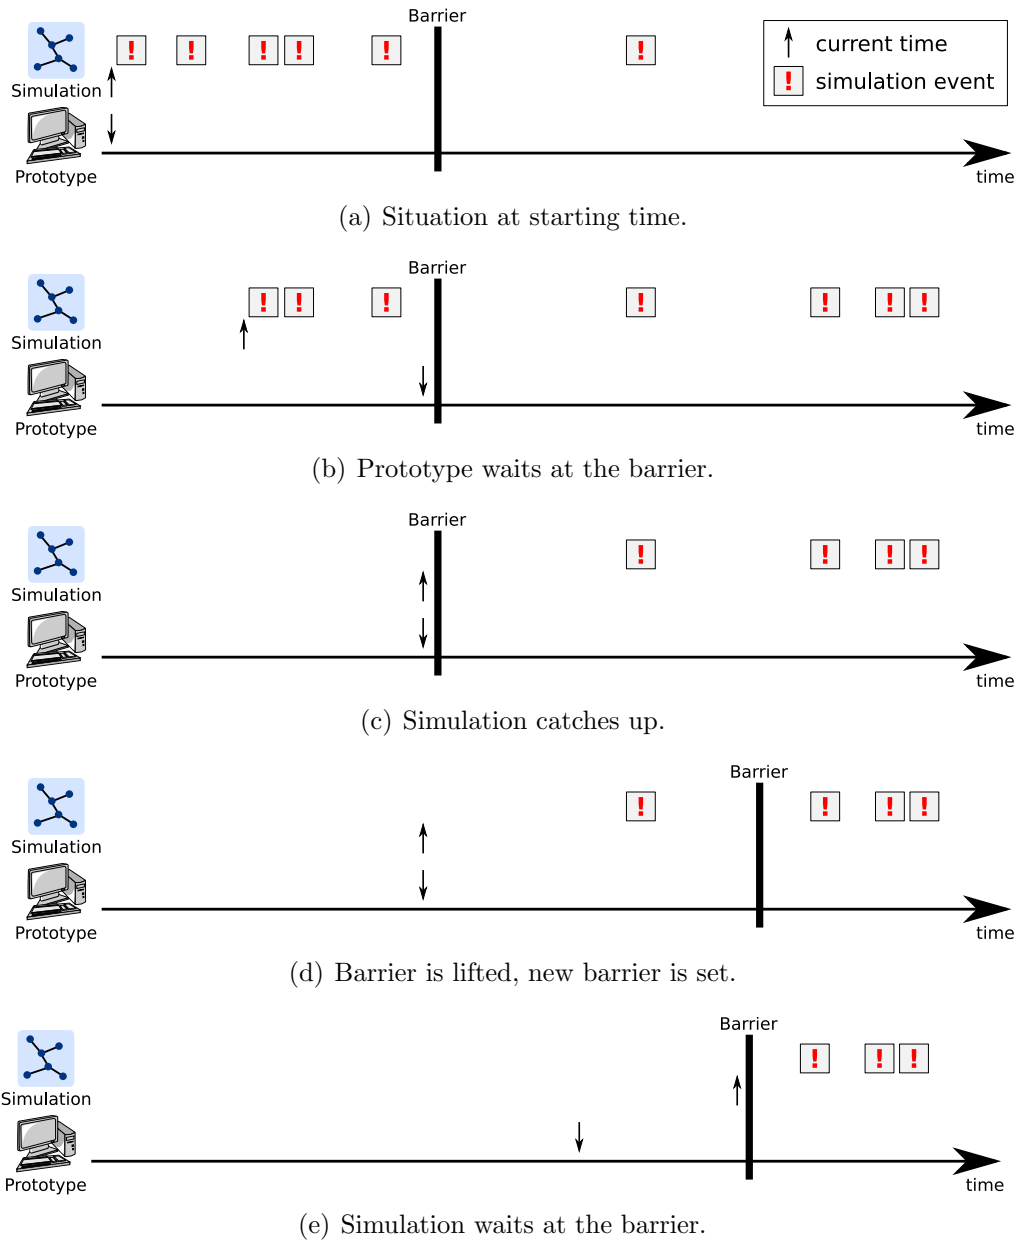 Barrier
! ! ! ! ! !
current time
! simulation event
Simulation
Prototype
time
(a) Situation at starting time.
Barrier
! ! ! ! ! ! !
Simulation
Prototype
time
(b) Prototype waits at the barrier.
Barrier
! ! ! !
Simulation
Prototype
time
(c) Simulation catches up.
Barrier
! ! ! !
Simulation
Prototype
time
(d) Barrier is lifted, new barrier is set.
Barrier
! ! !
Simulation
Prototype
time
(e) Simulation waits at the barrier.